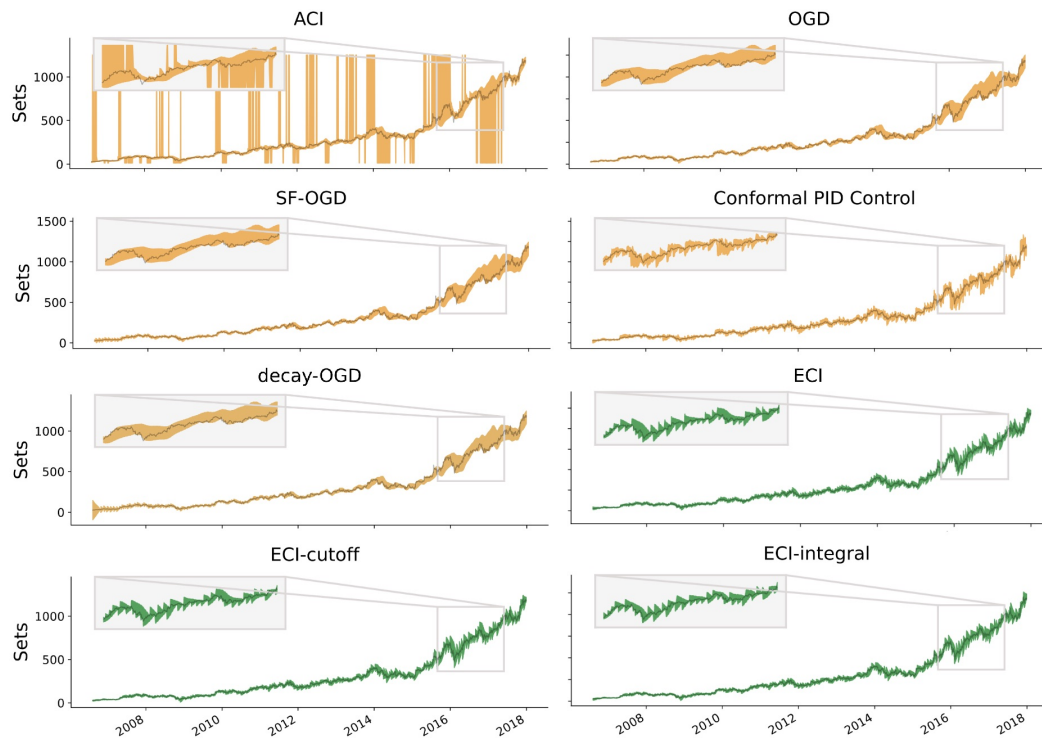 ACI
OGD
Sets
1000
500
0
SF-OGD
Conformal PID Control
Sets
1500
1000
500
0
decay-OGD
ECI
Sets
1000
500
0
ECI-cutoff
ECI-integral
Sets
1000
500
0
2008
2010
2012
2014
2016
2018
2008
2010
2012
2014
2016
2018